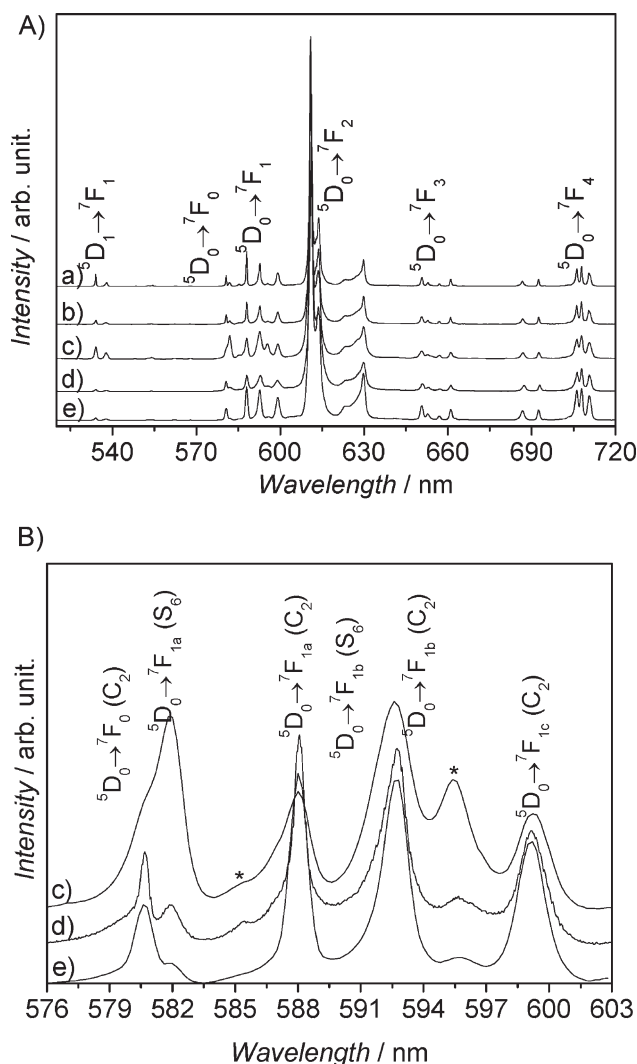 A)
Intensity / arb. unit.
⁵D₁→⁷F₁
⁵D₀→⁷F₀
⁵D₀→⁷F₁
⁵D₀→⁷F₂
⁵D₀→⁷F₃
⁵D₀→⁷F₄
a)
b)
c)
d)
e)
540 570 600 630 660 690 720
Wavelength / nm
B)
Intensity / arb. unit.
⁵D₀→⁷F₀ (C₂)
⁵D₀→⁷F₁ₐ (S₆)
⁵D₀→⁷F₁ₐ (C₂)
⁵D₀→⁷F₁b (S₆)
⁵D₀→⁷F₁b (C₂)
⁵D₀→⁷F₁c (C₂)
*
*
c)
d)
e)
576 579 582 585 588 591 594 597 600 603
Wavelength / nm